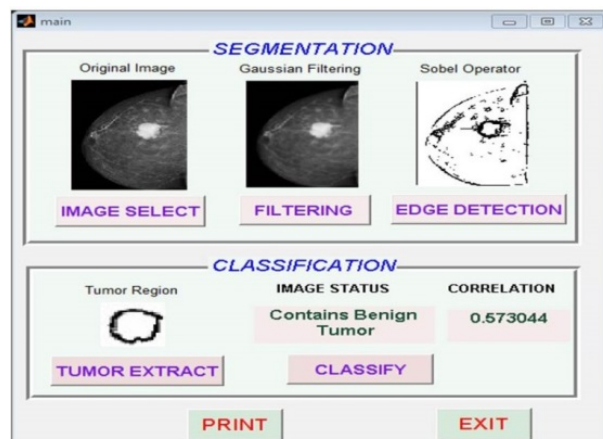 main
SEGMENTATION
Original Image
Gaussian Filtering
Sobel Operator
IMAGE SELECT
FILTERING
EDGE DETECTION
CLASSIFICATION
Tumor Region
IMAGE STATUS
CORRELATION
Contains Benign
Tumor
0.573044
TUMOR EXTRACT
CLASSIFY
PRINT
EXIT